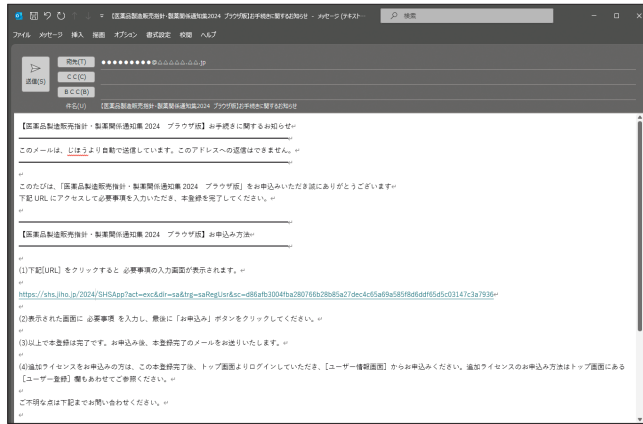 【医薬品製造販売指針・製薬関係通知集2024 ブラウザ版】お手続きに関するお知らせ - メッセージ (テキスト…
検索
ファイル メッセージ 挿入 描画 オプション 書式設定 校閲 ヘルプ
送信(S)
宛先(T) ●●●●●●●●●@△△△△△.△△.jp
CC(C)
BCC(B)
件名(U) 【医薬品製造販売指針・製薬関係通知集2024 ブラウザ版】お手続きに関するお知らせ
【医薬品製造販売指針・製薬関係通知集 2024 ブラウザ版】お手続きに関するお知らせ↵
このメールは、じほうより自動で送信しています。このアドレスへの返信はできません。↵
このたびは、「医薬品製造販売指針・製薬関係通知集 2024 ブラウザ版」をお申込みいただき誠にありがとうございます↵
下記 URL にアクセスして必要事項を入力いただき、本登録を完了してください。↵
【医薬品製造販売指針・製薬関係通知集 2024 ブラウザ版】お申込み方法↵
(1)下記[URL] をクリックすると 必要事項の入力画面が表示されます。↵
https://shs.jiho.jp/2024/SHSApp?act=exc&dir=sa&trg=saRegUsr&sc=d86afb3004fba280766b28b85a27dec4c65a69a585f8d6ddf65d5c03147c3a7936↵
(2)表示された画面に 必要事項 を入力し、最後に「お申込み」ボタンをクリックしてください。↵
(3)以上で本登録は完了です。お申込み後、本登録完了のメールをお送りいたします。↵
(4)追加ライセンスをお申込みの方は、この本登録完了後、トップ画面よりログインしていただき、[ユーザー情報画面] からお申込みください。追加ライセンスのお申込み方法はトップ画面にある
[ユーザー登録] 欄もあわせてご参照ください。↵
ご不明な点は下記までお問い合わせください。↵